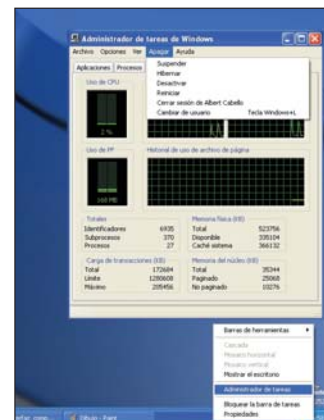 Administrador de tareas de Windows
Archivo Opciones Ver Apagar Ayuda
Suspender
Hibernar
Desactivar
Reiniciar
Cerrar sesión de Albert Cabello
Cambiar de usuario Tecla Windows+L
Aplicaciones Procesos
Uso de CPU
2 %
Uso de PF
168 MB
Historial de uso de archivo de página
Totales
Identificadores 6935
Subprocesos 370
Procesos 27
Memoria física (KB)
Total 523756
Disponible 335104
Caché sistema 366132
Carga de transacciones (KB)
Total 172684
Límite 1280608
Máximo 205456
Memoria del núcleo (KB)
Total 35344
Paginado 25068
No paginado 10276
Barras de herramientas
Cascada
Mosaico horizontal
Mosaico vertical
Mostrar el escritorio
Administrador de tareas
Bloquear la barra de tareas
Propiedades
Dibujo - Paint